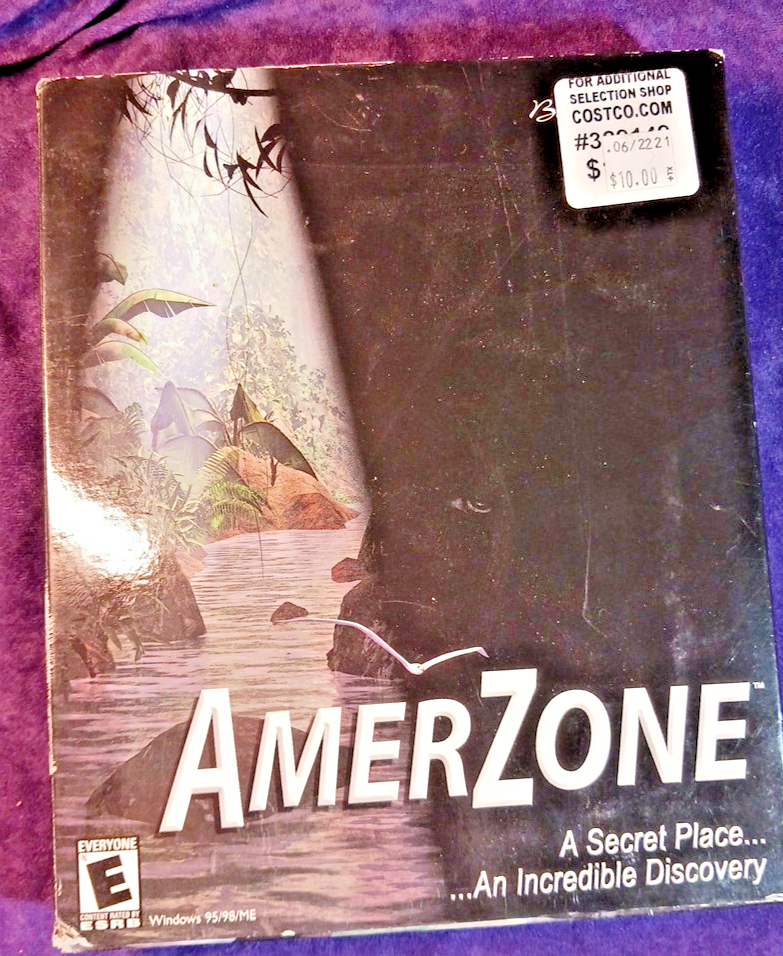 FOR ADDITIONAL
SELECTION SHOP
COSTCO.COM
.06/2221
$10.00
AMERZONE™
A Secret Place...
...An Incredible Discovery
EVERYONE
E
CONTENT RATED BY
ESRB
Windows 95/98/ME